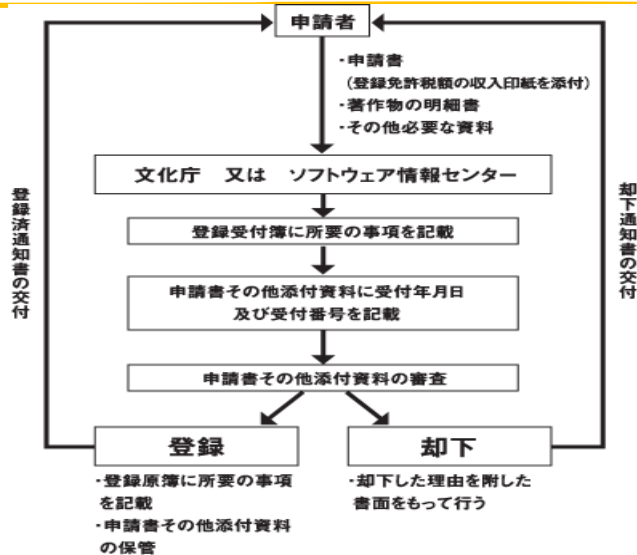 申請者
・申請書
（登録免許税額の収入印紙を添付）
・著作物の明細書
・その他必要な資料
文化庁 又は ソフトウェア情報センター
登録受付簿に所要の事項を記載
申請書その他添付資料に受付年月日
及び受付番号を記載
申請書その他添付資料の審査
登録
・登録原簿に所要の事項
を記載
・申請書その他添付資料
の保管
却下
・却下した理由を附した
書面をもって行う
登録済通知書の交付
却下通知書の交付